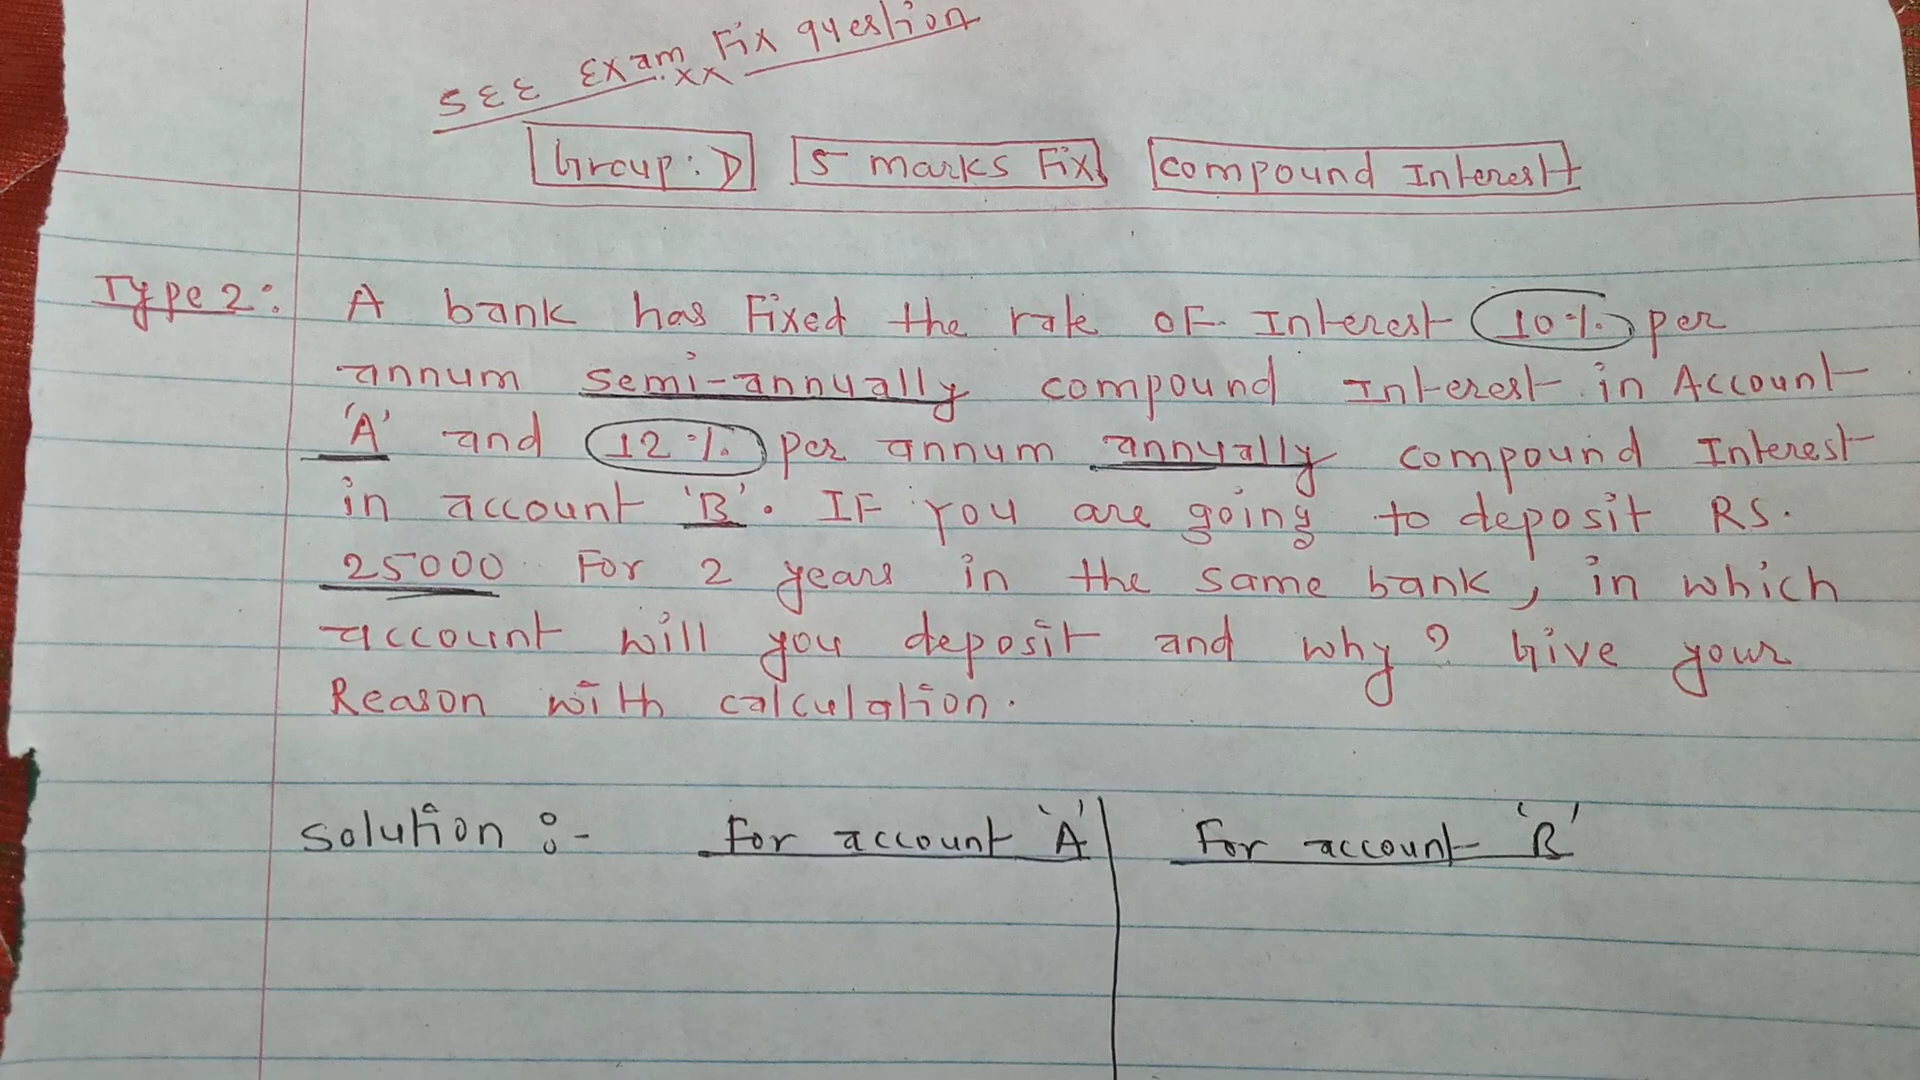 SEE Exam Fix question
xx
Group: D 5 marks Fix compound Interest
Type 2: A bank has Fixed the rate OF Interest 10% per
annum semi-annually compound Interest in Account
'A' and 12% per annum annually compound Interest
in account 'B'. IF you are going to deposit RS.
25000 For 2 years in the same bank, in which
account will you deposit and why? Give your
Reason with calculation.
Solution :- For account 'A' For account 'B'